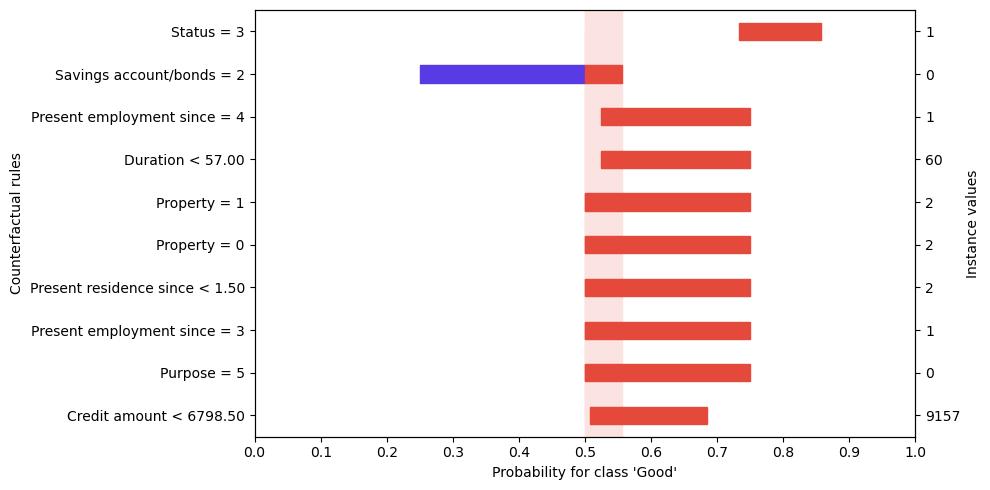 Status = 3
1
Savings account/bonds = 2
0
Present employment since = 4
1
Duration < 57.00
60
Property = 1
2
Property = 0
2
Present residence since < 1.50
2
Present employment since = 3
1
Purpose = 5
0
Credit amount < 6798.50
9157
Counterfactual rules
Instance values
0.0 0.1 0.2 0.3 0.4 0.5 0.6 0.7 0.8 0.9 1.0
Probability for class 'Good'